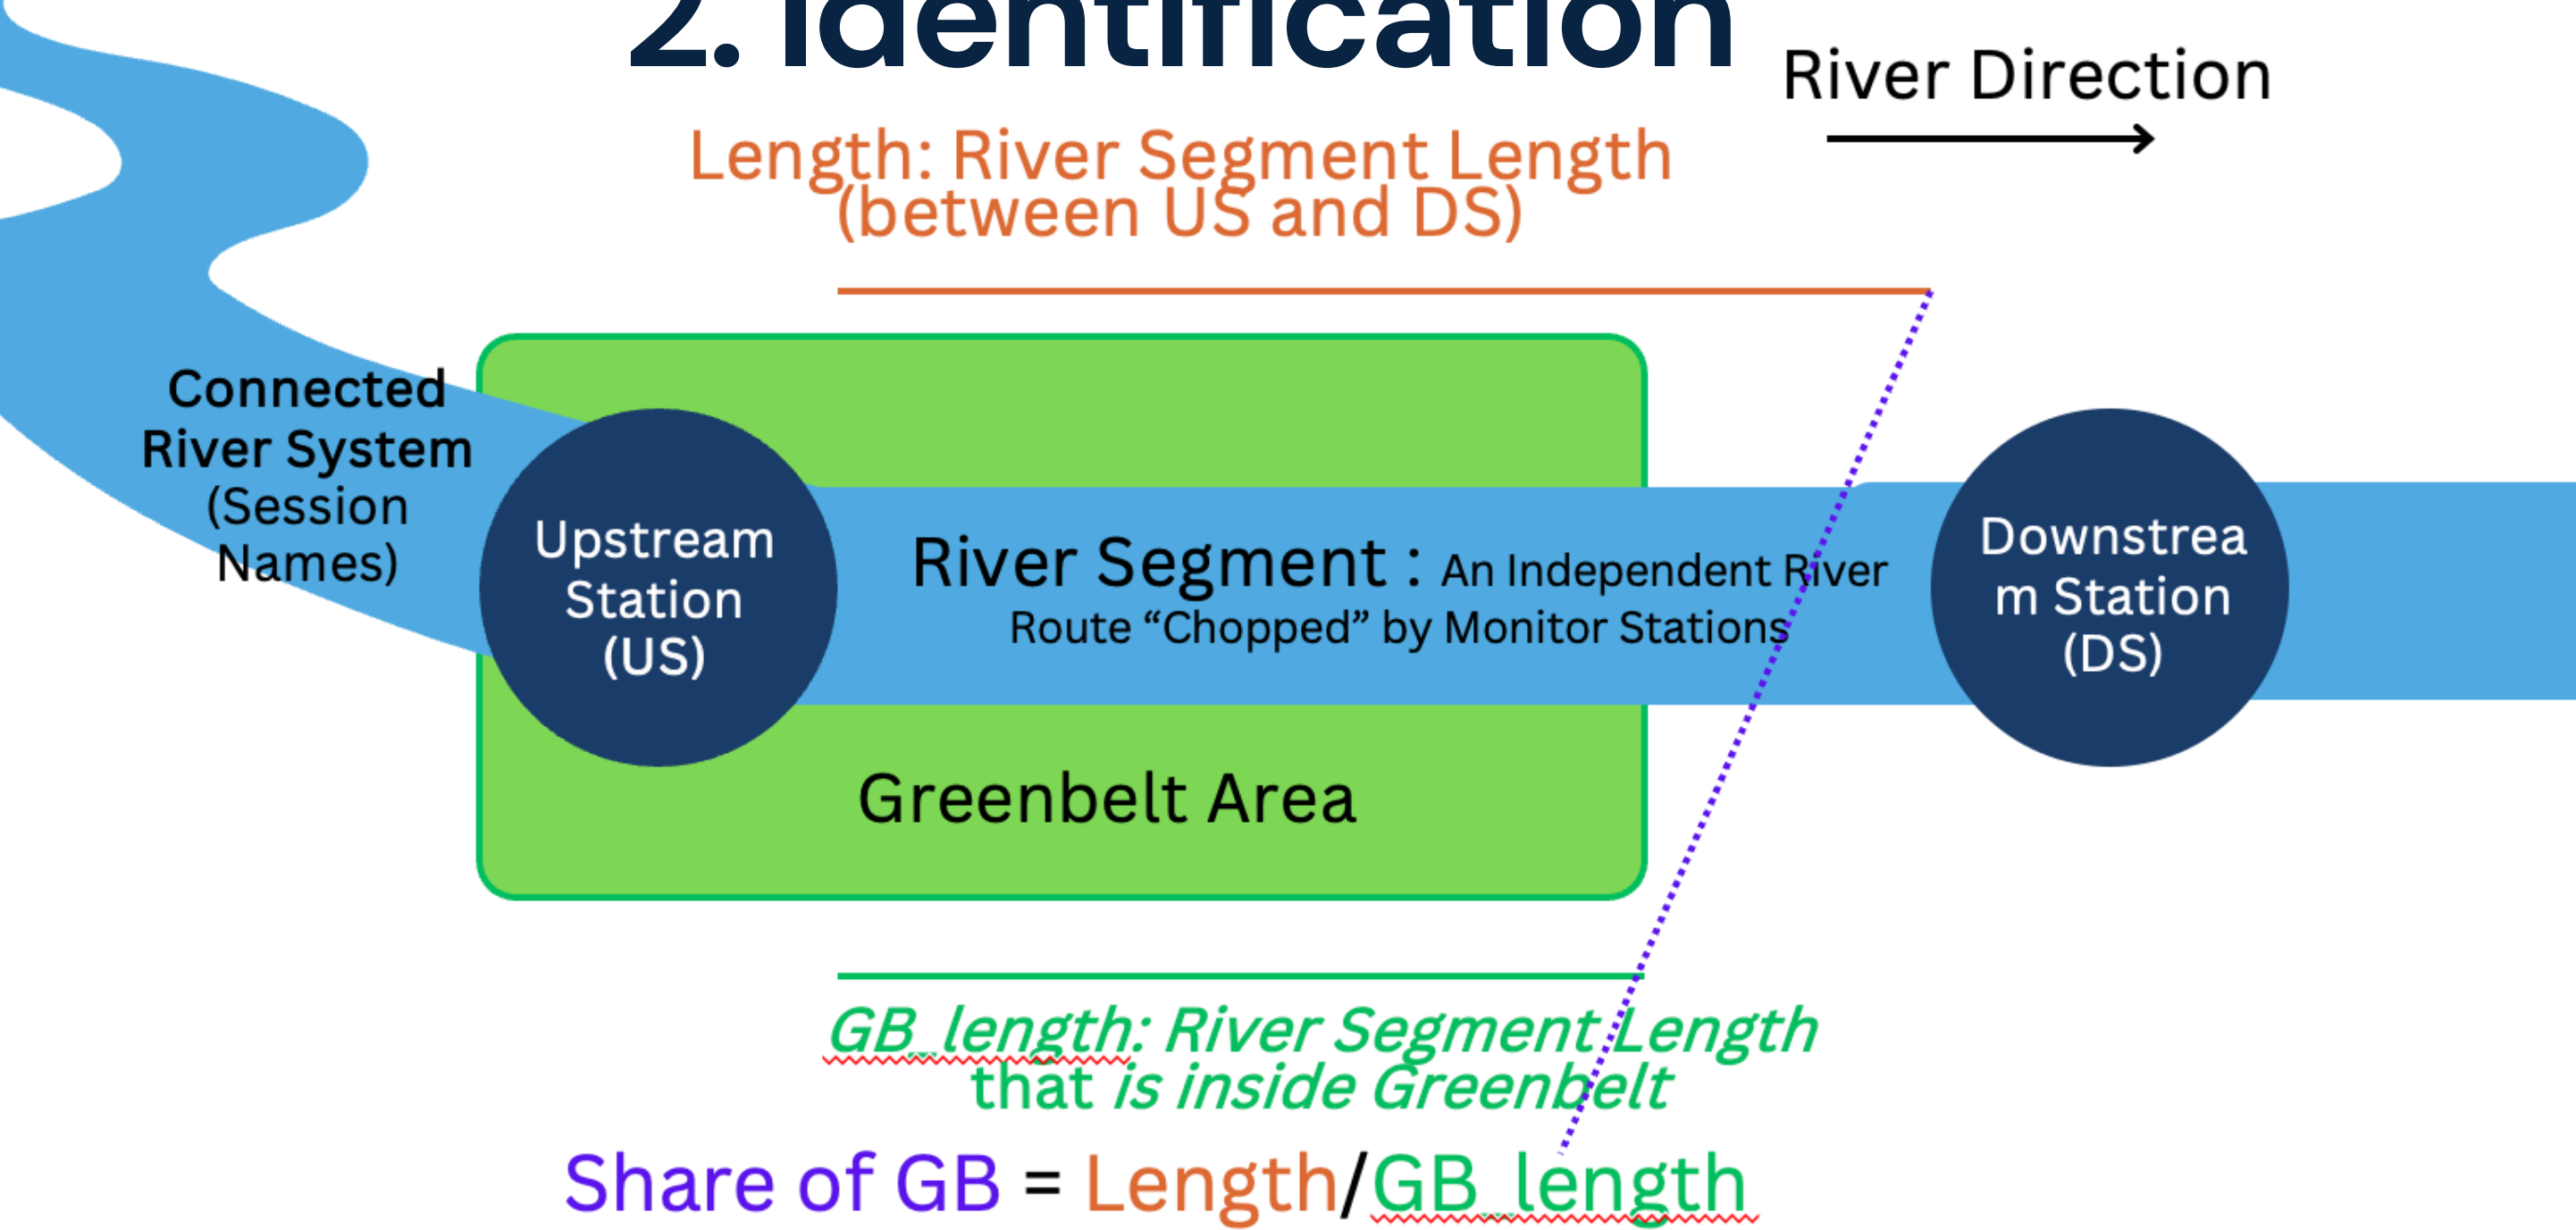 2. Identification
River Direction
Length: River Segment Length
(between US and DS)
Connected
River System
(Session
Names)
Upstream
Station
(US)
River Segment : An Independent River
Route “Chopped” by Monitor Stations
Downstrea
m Station
(DS)
Greenbelt Area
GB_length: River Segment Length
that is inside Greenbelt
Share of GB = Length/GB_length